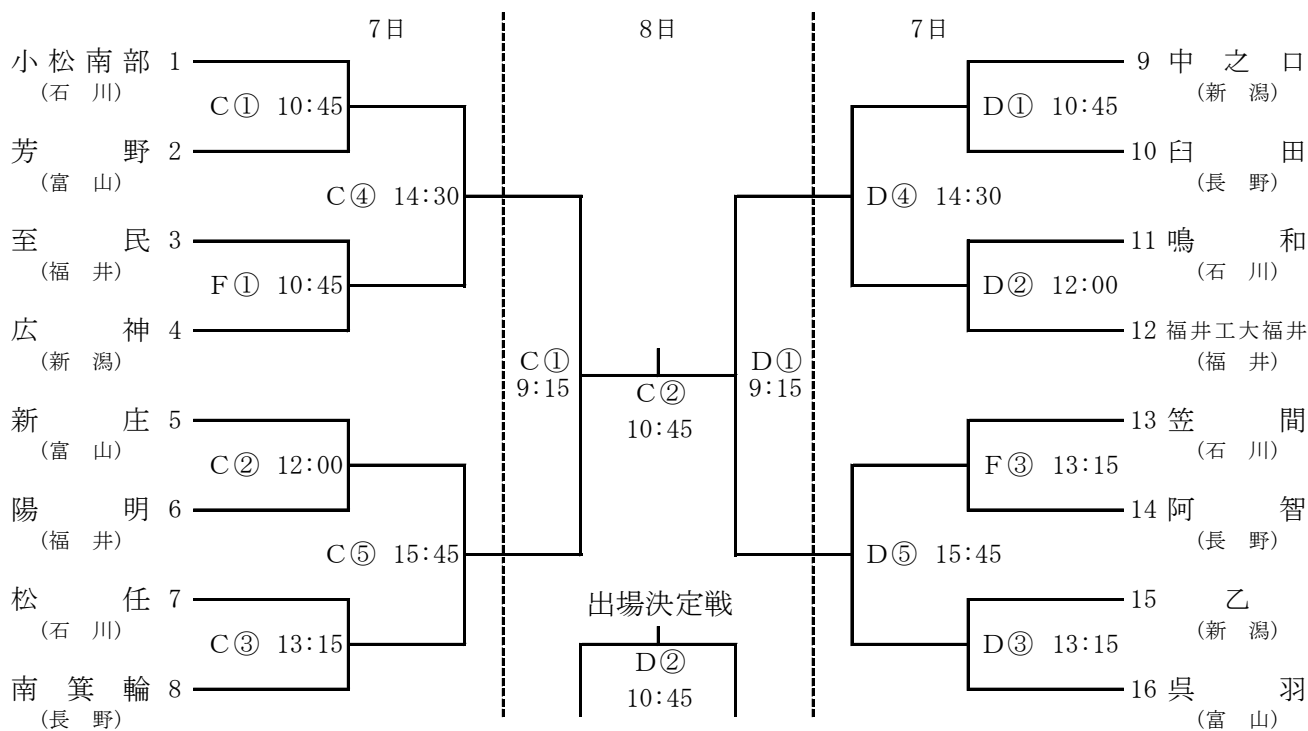 7日 8日 7日
小松南部 1
(石 川)
C① 10:45
芳 野 2
(富 山)
C④ 14:30
至 民 3
(福 井)
F① 10:45
広 神 4
(新 潟)
C① 9:15
新 庄 5
(富 山)
C② 12:00
陽 明 6
(福 井)
C⑤ 15:45
松 任 7
(石 川)
C③ 13:15
南箕輪 8
(長 野)
C②
10:45
出場決定戦
D②
10:45
9 中之口
(新 潟)
D① 10:45
10 臼 田
(長 野)
D④ 14:30
11 鳴 和
(石 川)
D② 12:00
12 福井工大福井
(福 井)
D① 9:15
13 笠 間
(石 川)
F③ 13:15
14 阿 智
(長 野)
D⑤ 15:45
15 乙
(新 潟)
D③ 13:15
16 呉 羽
(富 山)